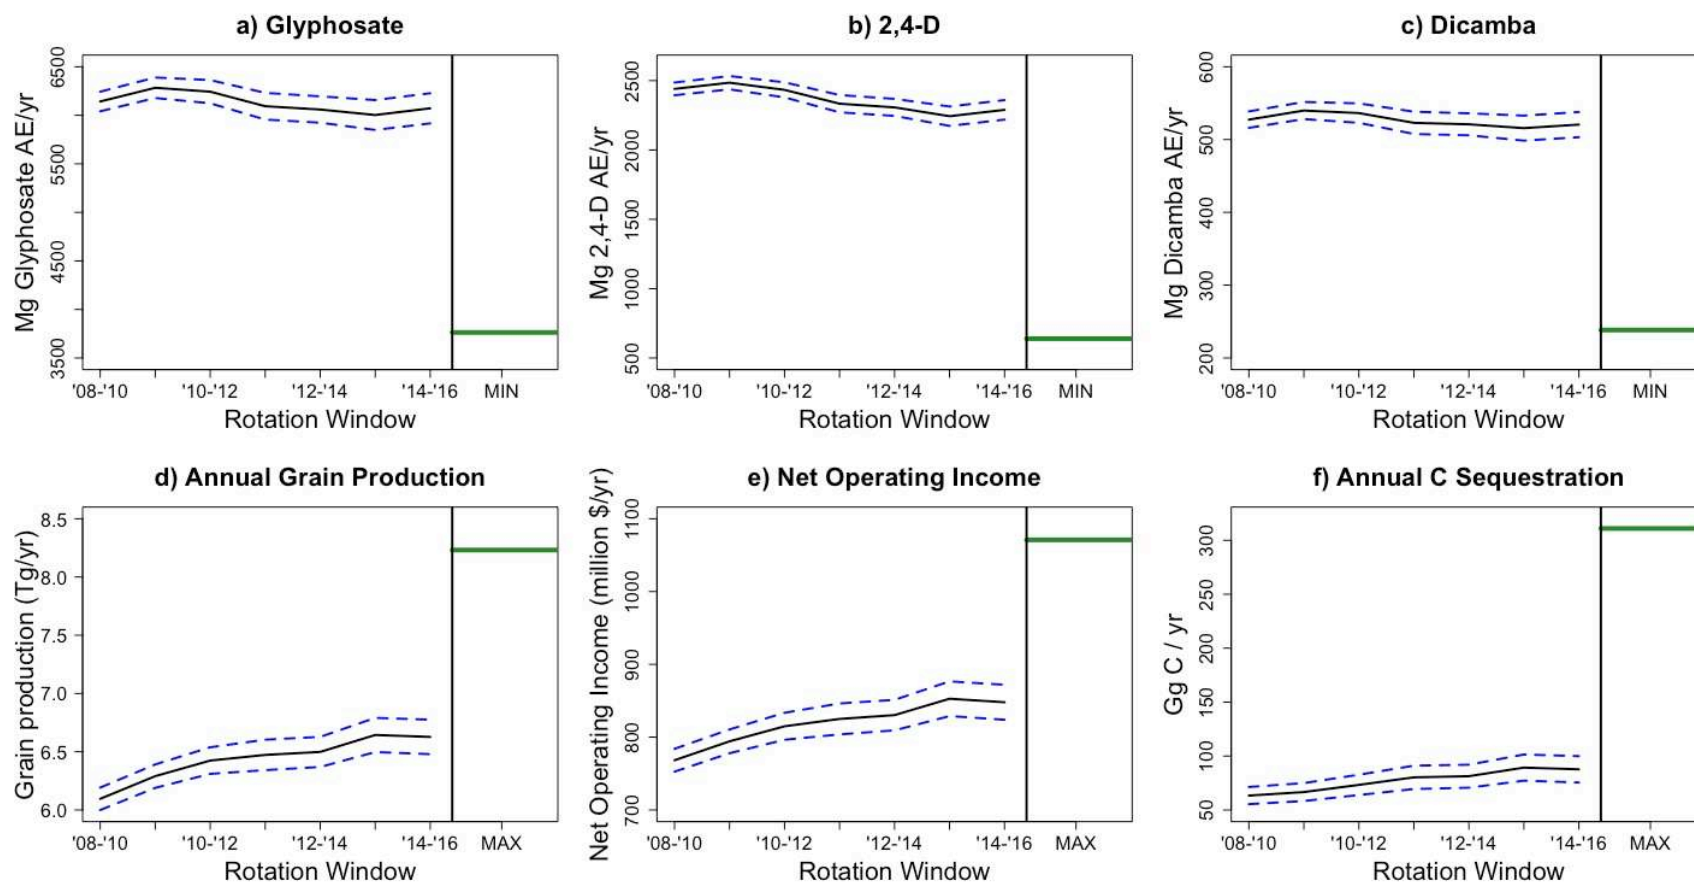 a) Glyphosate
Mg Glyphosate AE/yr
6500
5500
4500
3500
'08-'10 '10-'12 '12-'14 '14-'16 MIN
Rotation Window
b) 2,4-D
Mg 2,4-D AE/yr
2500
2000
1500
1000
500
'08-'10 '10-'12 '12-'14 '14-'16 MIN
Rotation Window
c) Dicamba
Mg Dicamba AE/yr
600
500
400
300
200
'08-'10 '10-'12 '12-'14 '14-'16 MIN
Rotation Window
d) Annual Grain Production
Grain production (Tg/yr)
8.5
8.0
7.5
7.0
6.5
6.0
'08-'10 '10-'12 '12-'14 '14-'16 MAX
Rotation Window
e) Net Operating Income
Net Operating Income (million $/yr)
1100
1000
900
800
700
'08-'10 '10-'12 '12-'14 '14-'16 MAX
Rotation Window
f) Annual C Sequestration
Gg C / yr
300
250
200
150
100
50
'08-'10 '10-'12 '12-'14 '14-'16 MAX
Rotation Window